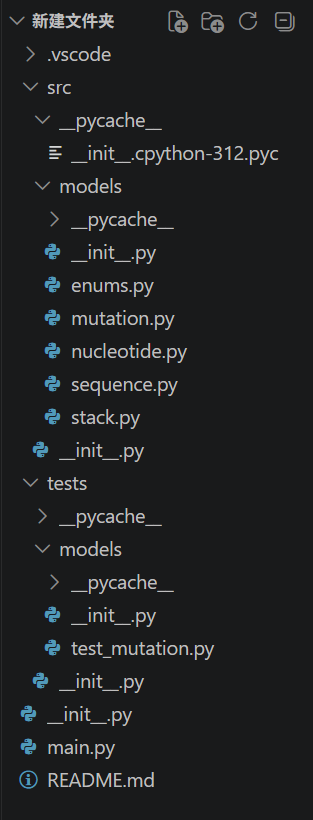 新建文件夹
.vscode
src
__pycache__
__init__.cpython-312.pyc
models
__pycache__
__init__.py
enums.py
mutation.py
nucleotide.py
sequence.py
stack.py
__init__.py
tests
__pycache__
models
__pycache__
__init__.py
test_mutation.py
__init__.py
__init__.py
main.py
README.md